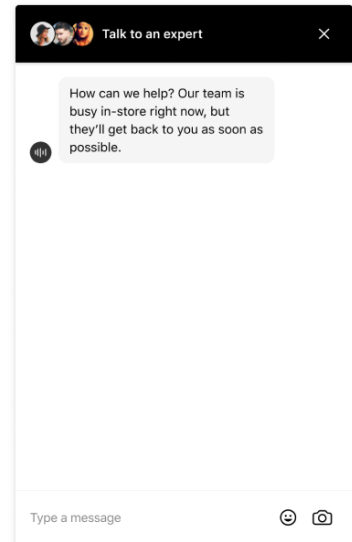 Talk to an expert
How can we help? Our team is
busy in-store right now, but
they'll get back to you as soon as
possible.
Type a message